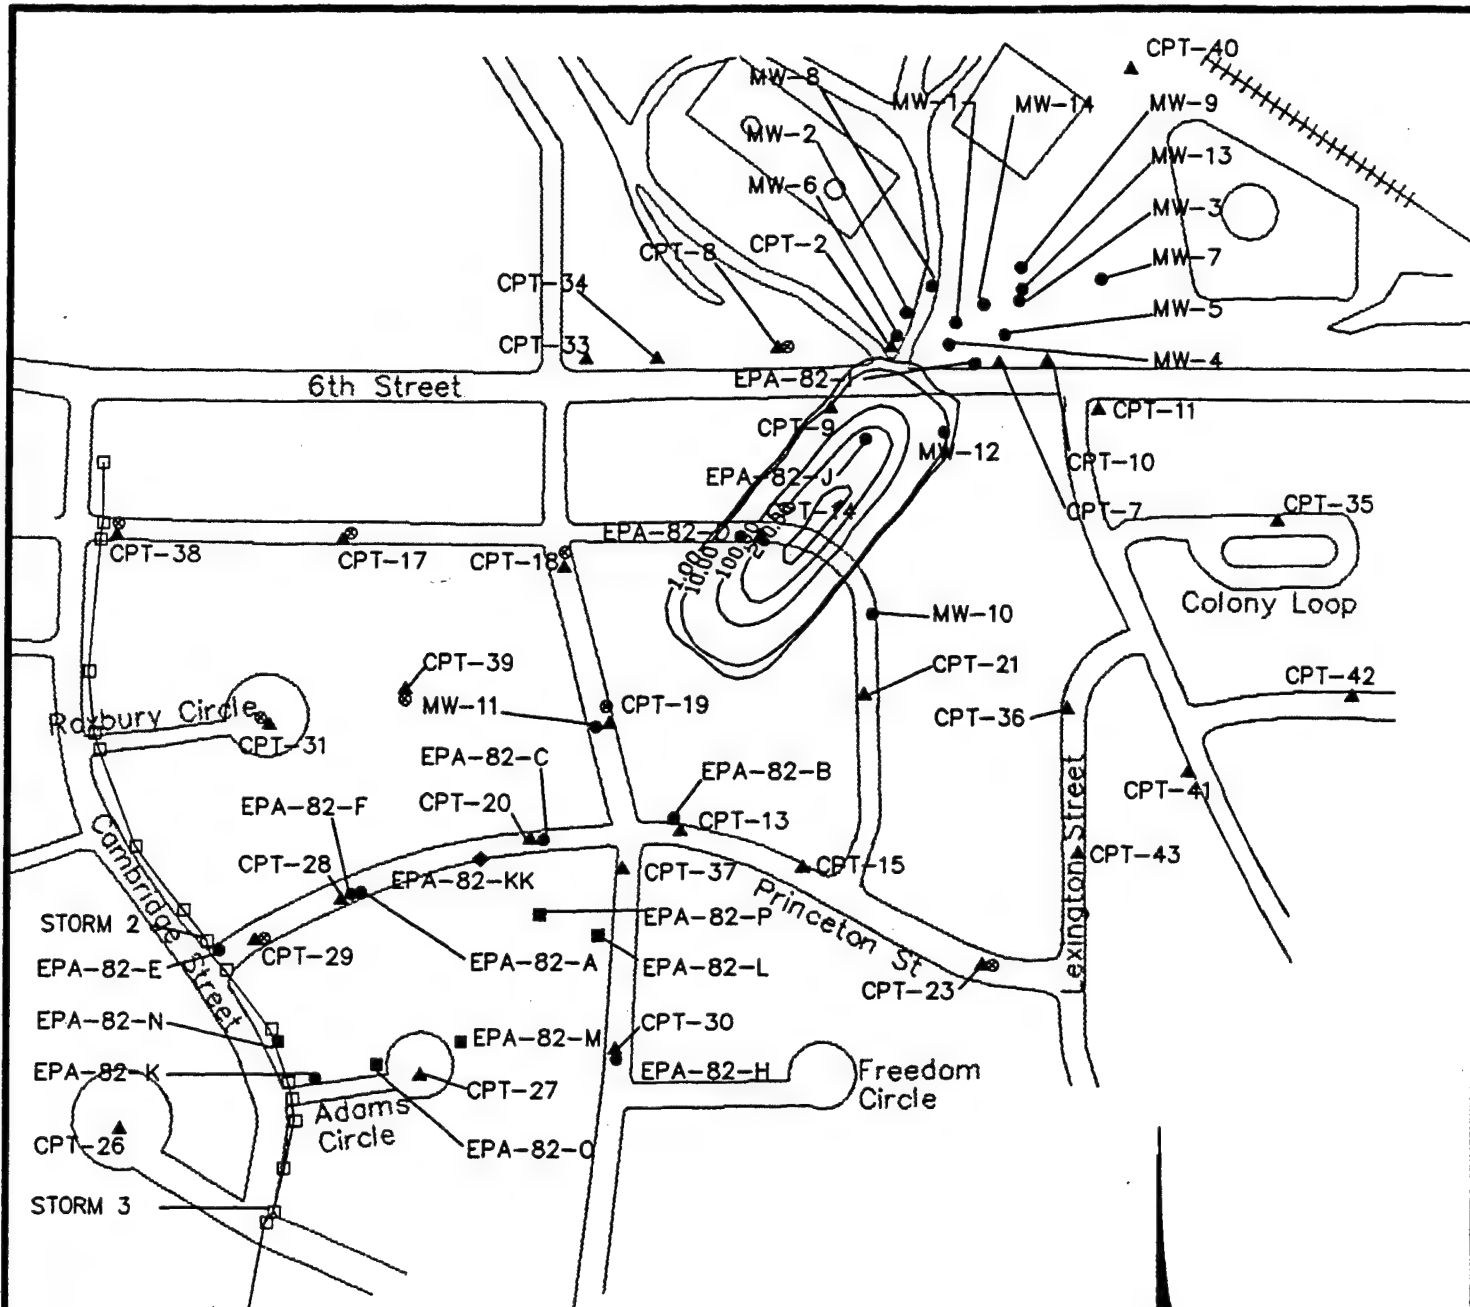 CPT-40
MW-8
MW-1
MW-14
MW-9
MW-2
MW-13
MW-6
MW-3
CPT-8
CPT-2
MW-7
CPT-34
MW-5
CPT-33
MW-4
6th Street
EPA-82-I
CPT-9
CPT-11
MW-12
CPT-10
EPA-82-J
CPT-14
CPT-7
CPT-35
EPA-82-D
CPT-38
CPT-17
CPT-18
1.00
10.00
100.00
Colony Loop
MW-10
CPT-39
CPT-21
CPT-42
Roxbury Circle
MW-11
CPT-19
CPT-36
CPT-31
EPA-82-C
EPA-82-B
CPT-41
EPA-82-F
CPT-20
CPT-13
Lexington Street
CPT-28
EPA-82-KK
CPT-37
CPT-15
CPT-43
Cambridge Street
Princeton St
STORM 2
EPA-82-P
EPA-82-E
CPT-29
EPA-82-A
EPA-82-L
CPT-23
EPA-82-N
EPA-82-M
CPT-30
EPA-82-K
CPT-27
EPA-82-H
Freedom
Circle
Adams
Circle
CPT-26
EPA-82-O
STORM 3